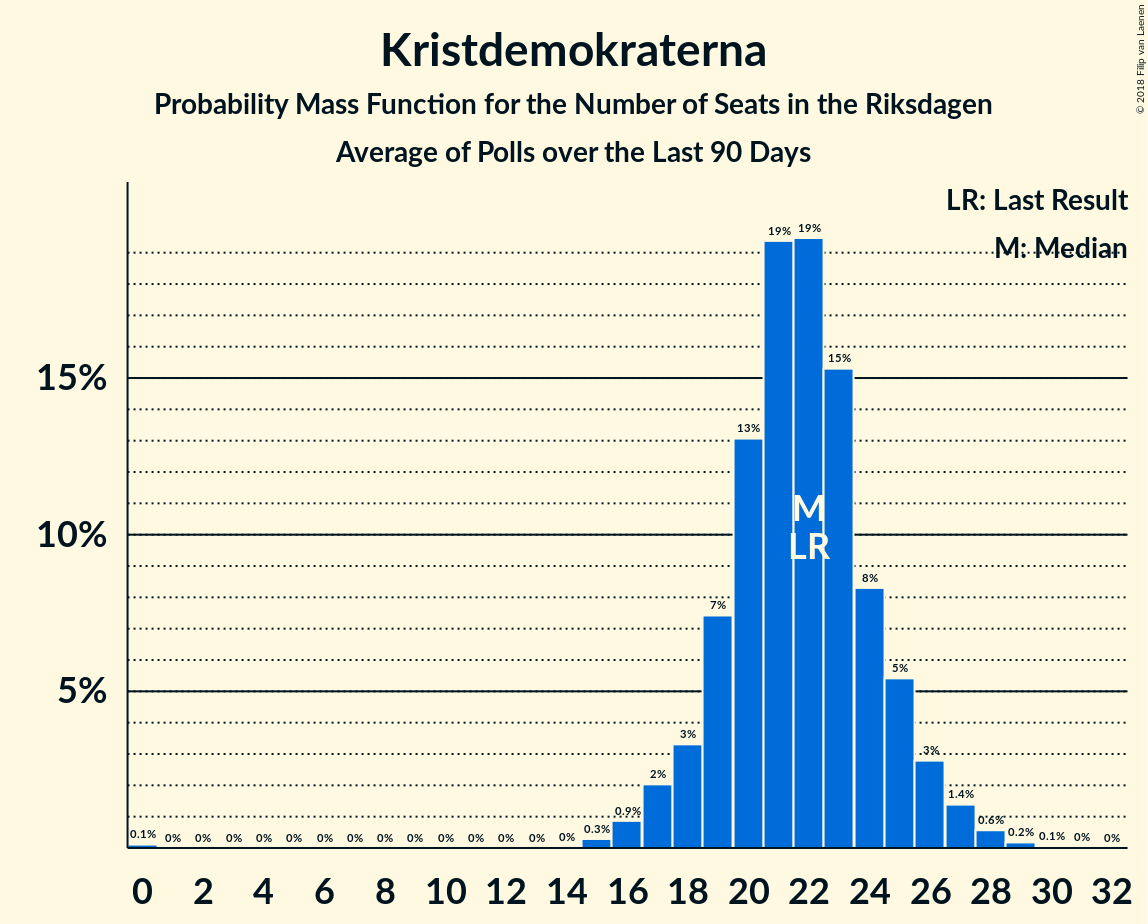 Kristdemokraterna
Probability Mass Function for the Number of Seats in the Riksdagen
Average of Polls over the Last 90 Days
© 2018 Filip van Laenen
LR: Last Result
M: Median
15%
10%
5%
0.1% 0% 0% 0% 0% 0% 0% 0% 0% 0% 0% 0% 0% 0% 0% 0.3% 0.9% 2% 3% 7% 13% 19% 19% 15% 8% 5% 3% 1.4% 0.6% 0.2% 0.1% 0% 0%
M
LR
0 2 4 6 8 10 12 14 16 18 20 22 24 26 28 30 32